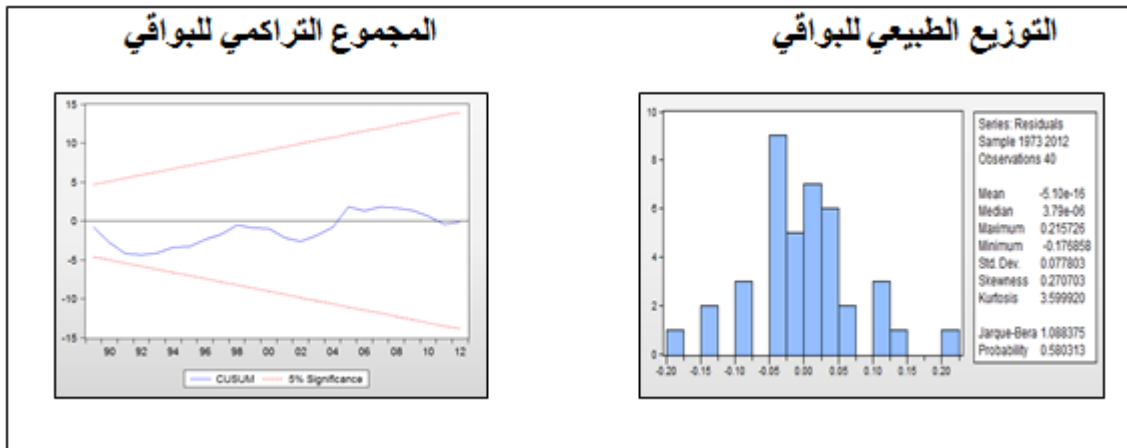 التوزيع الطبيعي للبواقي
المجموع التراكمي للبواقي
10
8
6
4
2
0
-0.20 -0.15 -0.10 -0.05 0.00 0.05 0.10 0.15 0.20
Series: Residuals
Sample 1973 2012
Observations 40
Mean -5.10e-16
Median 3.79e-06
Maximum 0.215726
Minimum -0.176858
Std. Dev. 0.077803
Skewness 0.270703
Kurtosis 3.599920
Jarque-Bera 1.088375
Probability 0.580313
15
10
5
0
-5
-10
-15
90 92 94 96 98 00 02 04 06 08 10 12
CUSUM 5% Significance